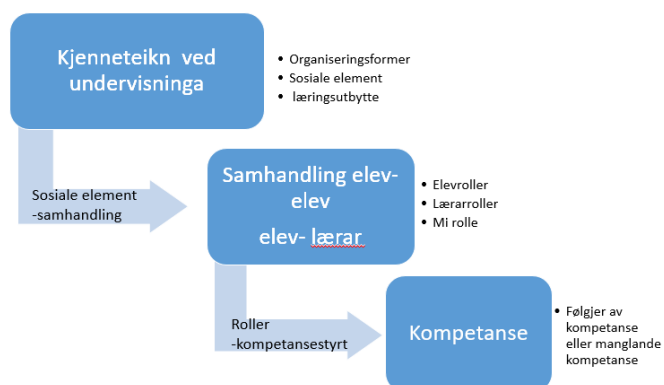 Kjenneteikn ved
undervisninga
• Organiseringsformer
• Sosiale element
• læringsutbytte
Sosiale element
-samhandling
Samhandling elev-
elev
elev- lærar
• Elevroller
• Lærarroller
• Mi rolle
Roller
-kompetansestyrt
Kompetanse
• Følgjer av
kompetanse
eller manglande
kompetanse